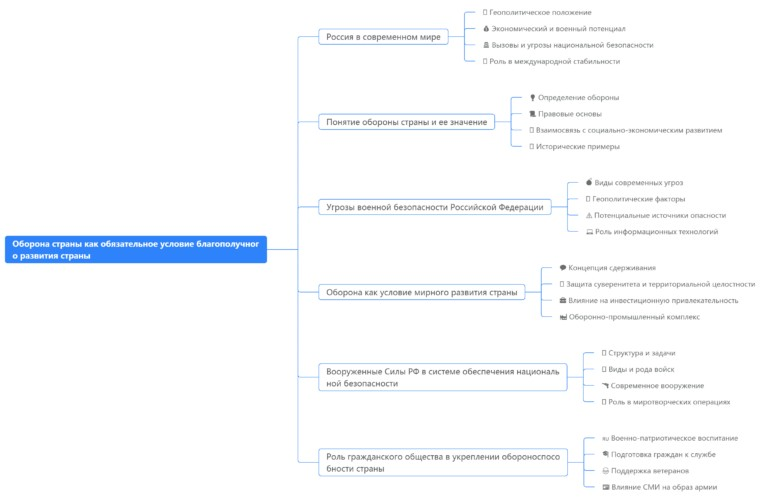 Геополитическое положение
Экономический и военный потенциал
Россия в современном мире
Вызовы и угрозы национальной безопасности
Роль в международной стабильности
Определение обороны
Правовые основы
Понятие обороны страны и ее значение
Взаимосвязь с социально-экономическим развитием
Исторические примеры
Виды современных угроз
Геополитические факторы
Угрозы военной безопасности Российской Федерации
Потенциальные источники опасности
Роль информационных технологий
Оборона страны как обязательное условие благополучног
о развития страны
Концепция сдерживания
Защита суверенитета и территориальной целостности
Оборона как условие мирного развития страны
Влияние на инвестиционную привлекательность
Оборонно-промышленный комплекс
Структура и задачи
Виды и рода войск
Вооруженные Силы РФ в системе обеспечения националь
ной безопасности
Современное вооружение
Роль в миротворческих операциях
Военно-патриотическое воспитание
Подготовка граждан к службе
Роль гражданского общества в укреплении обороноспосо
бности страны
Поддержка ветеранов
Влияние СМИ на образ армии